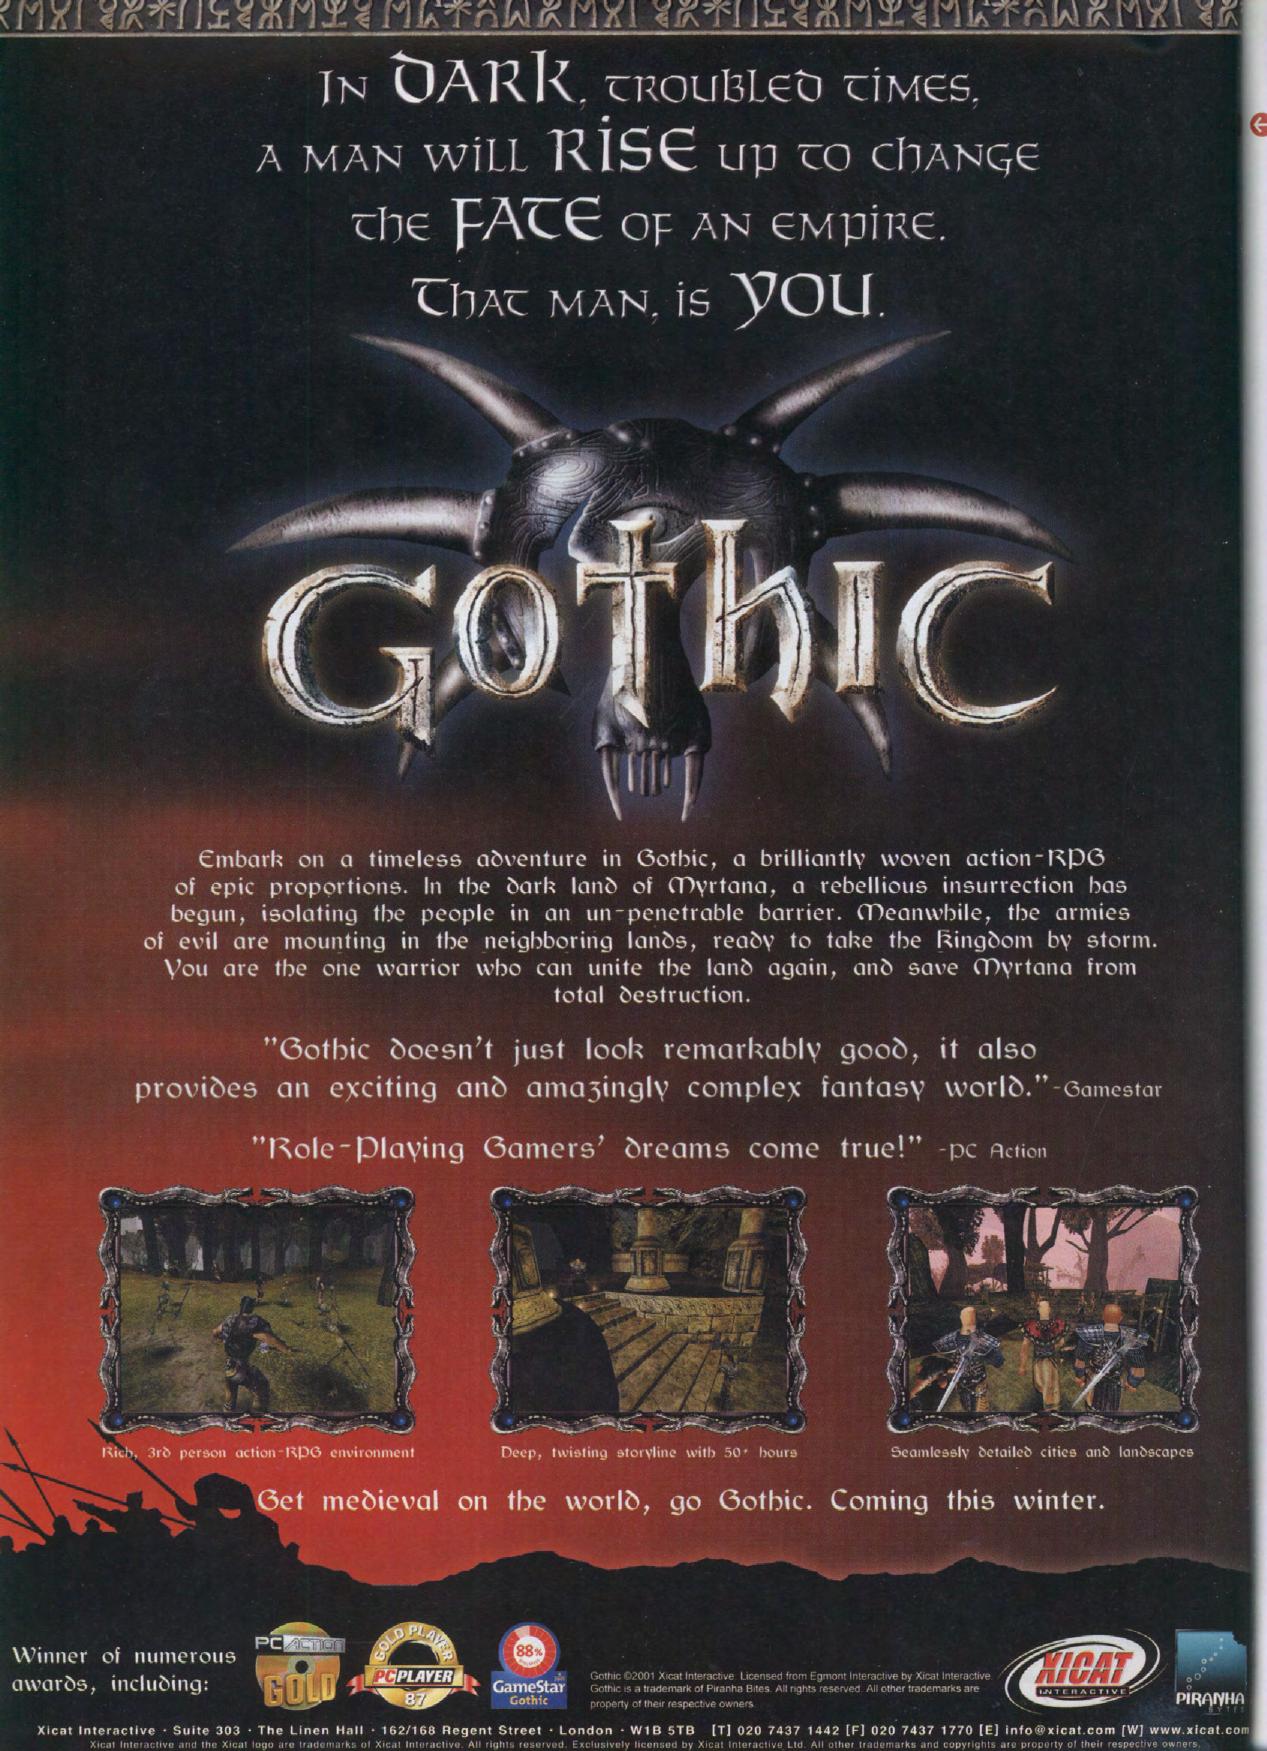 In DARK, TROUBLED TIMES,
A MAN WILL RISE UP TO CHANGE
THE FATE OF AN EMPIRE.
THAT MAN, IS YOU.
GOTHIC
Embark on a timeless adventure in Gothic, a brilliantly woven action-RPG
of epic proportions. In the dark land of Myrtana, a rebellious insurrection has
begun, isolating the people in an un-penetrable barrier. Meanwhile, the armies
of evil are mounting in the neighboring lands, ready to take the Kingdom by storm.
You are the one warrior who can unite the land again, and save Myrtana from
total destruction.
"Gothic doesn't just look remarkably good, it also
provides an exciting and amazingly complex fantasy world."-Gamestar
"Role-Playing Gamers' dreams come true!" -PC Action
Rich, 3rd person action-RPG environment
Deep, twisting storyline with 50+ hours
Seamlessly detailed cities and landscapes
Get medieval on the world, go Gothic. Coming this winter.
Winner of numerous
awards, including:
PC ACTION
GOLD
GOLD PLAYER
PC PLAYER
87
88%
GameStar
Gothic
Gothic ©2001 Xicat Interactive. Licensed from Egmont Interactive by Xicat Interactive.
Gothic is a trademark of Piranha Bites. All rights reserved. All other trademarks are
property of their respective owners.
XICAT
INTERACTIVE
PIRANHA
BYTES
Xicat Interactive · Suite 303 · The Linen Hall · 162/168 Regent Street · London · W1B 5TB [T] 020 7437 1442 [F] 020 7437 1770 [E] info@xicat.com [W] www.xicat.com
Xicat Interactive and the Xicat logo are trademarks of Xicat Interactive. All rights reserved. Exclusively licensed by Xicat Interactive Ltd. All other trademarks and copyrights are property of their respective owners.